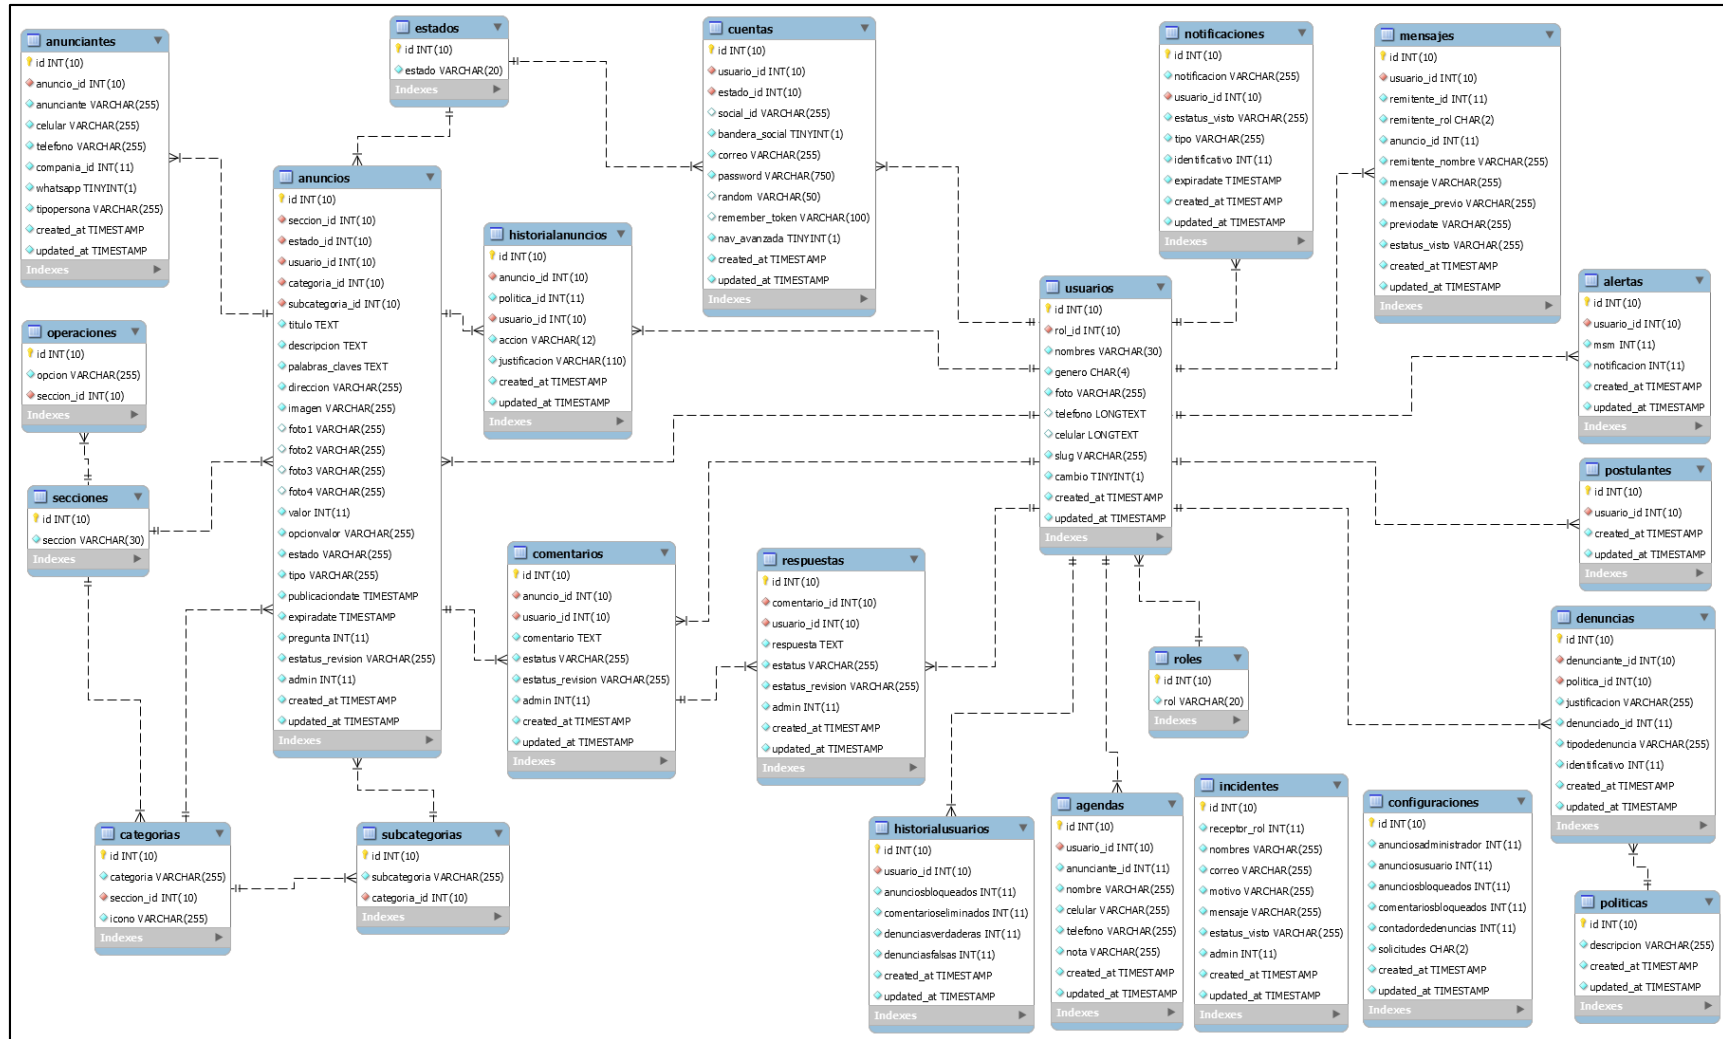 anunciantes
id INT(10)
anuncio_id INT(10)
anunciante VARCHAR(255)
celular VARCHAR(255)
telefono VARCHAR(255)
compania_id INT(11)
whatsapp TINYINT(1)
tipopersona VARCHAR(255)
created_at TIMESTAMP
updated_at TIMESTAMP
Indexes
estados
id INT(10)
estado VARCHAR(20)
Indexes
cuentas
id INT(10)
usuario_id INT(10)
estado_id INT(10)
social_id VARCHAR(255)
bandera_social TINYINT(1)
correo VARCHAR(255)
password VARCHAR(750)
random VARCHAR(50)
remember_token VARCHAR(100)
nav_avanzada TINYINT(1)
created_at TIMESTAMP
updated_at TIMESTAMP
Indexes
notificaciones
id INT(10)
notificacion VARCHAR(255)
usuario_id INT(10)
estatus_visto VARCHAR(255)
tipo VARCHAR(255)
identificativo INT(11)
expiradate TIMESTAMP
created_at TIMESTAMP
updated_at TIMESTAMP
Indexes
mensajes
id INT(10)
usuario_id INT(10)
remitente_id INT(11)
remitente_rol CHAR(2)
anuncio_id INT(11)
remitente_nombre VARCHAR(255)
mensaje VARCHAR(255)
mensaje_previo VARCHAR(255)
previodate VARCHAR(255)
estatus_visto VARCHAR(255)
created_at TIMESTAMP
updated_at TIMESTAMP
Indexes
anuncios
id INT(10)
seccion_id INT(10)
estado_id INT(10)
usuario_id INT(10)
categoria_id INT(10)
subcategoria_id INT(10)
titulo TEXT
descripcion TEXT
palabras_claves TEXT
direccion VARCHAR(255)
imagen VARCHAR(255)
foto1 VARCHAR(255)
foto2 VARCHAR(255)
foto3 VARCHAR(255)
foto4 VARCHAR(255)
valor INT(11)
opcionvalor VARCHAR(255)
estado VARCHAR(255)
tipo VARCHAR(255)
publicaciondate TIMESTAMP
expiradate TIMESTAMP
pregunta INT(11)
estatus_revision VARCHAR(255)
admin INT(11)
created_at TIMESTAMP
updated_at TIMESTAMP
Indexes
historialanuncios
id INT(10)
anuncio_id INT(10)
politica_id INT(11)
usuario_id INT(10)
accion VARCHAR(12)
justificacion VARCHAR(110)
created_at TIMESTAMP
updated_at TIMESTAMP
Indexes
usuarios
id INT(10)
rol_id INT(10)
nombres VARCHAR(30)
genero CHAR(4)
foto VARCHAR(255)
telefono LONGTEXT
celular LONGTEXT
slug VARCHAR(255)
cambio TINYINT(1)
created_at TIMESTAMP
updated_at TIMESTAMP
Indexes
alertas
id INT(10)
usuario_id INT(10)
msm INT(11)
notificacion INT(11)
created_at TIMESTAMP
updated_at TIMESTAMP
Indexes
operaciones
id INT(10)
opcion VARCHAR(255)
seccion_id INT(10)
Indexes
secciones
id INT(10)
seccion VARCHAR(30)
Indexes
postulantes
id INT(10)
usuario_id INT(10)
created_at TIMESTAMP
updated_at TIMESTAMP
Indexes
comentarios
id INT(10)
anuncio_id INT(10)
usuario_id INT(10)
comentario TEXT
estatus VARCHAR(255)
estatus_revision VARCHAR(255)
admin INT(11)
created_at TIMESTAMP
updated_at TIMESTAMP
Indexes
respuestas
id INT(10)
comentario_id INT(10)
usuario_id INT(10)
respuesta TEXT
estatus VARCHAR(255)
estatus_revision VARCHAR(255)
admin INT(11)
created_at TIMESTAMP
updated_at TIMESTAMP
Indexes
roles
id INT(10)
rol VARCHAR(20)
Indexes
denuncias
id INT(10)
denunciante_id INT(10)
politica_id INT(10)
justificacion VARCHAR(255)
denunciado_id INT(11)
tipodedenuncia VARCHAR(255)
identificativo INT(11)
created_at TIMESTAMP
updated_at TIMESTAMP
Indexes
categorias
id INT(10)
categoria VARCHAR(255)
seccion_id INT(10)
icono VARCHAR(255)
Indexes
subcategorias
id INT(10)
subcategoria VARCHAR(255)
categoria_id INT(10)
Indexes
historialusuarios
id INT(10)
usuario_id INT(10)
anunciosbloqueados INT(11)
comentarioseliminados INT(11)
denunciasverdaderas INT(11)
denunciasfalsas INT(11)
created_at TIMESTAMP
updated_at TIMESTAMP
Indexes
agendas
id INT(10)
usuario_id INT(10)
anunciante_id INT(11)
nombre VARCHAR(255)
celular VARCHAR(255)
telefono VARCHAR(255)
nota VARCHAR(255)
created_at TIMESTAMP
updated_at TIMESTAMP
Indexes
incidentes
id INT(10)
receptor_rol INT(11)
nombres VARCHAR(255)
correo VARCHAR(255)
motivo VARCHAR(255)
mensaje VARCHAR(255)
estatus_visto VARCHAR(255)
admin INT(11)
created_at TIMESTAMP
updated_at TIMESTAMP
Indexes
configuraciones
id INT(10)
anunciosadministrador INT(11)
anunciosusuario INT(11)
anunciosbloqueados INT(11)
comentariosbloqueados INT(11)
contadordedenuncias INT(11)
solicitudes CHAR(2)
created_at TIMESTAMP
updated_at TIMESTAMP
Indexes
politicas
id INT(10)
descripcion VARCHAR(255)
created_at TIMESTAMP
updated_at TIMESTAMP
Indexes